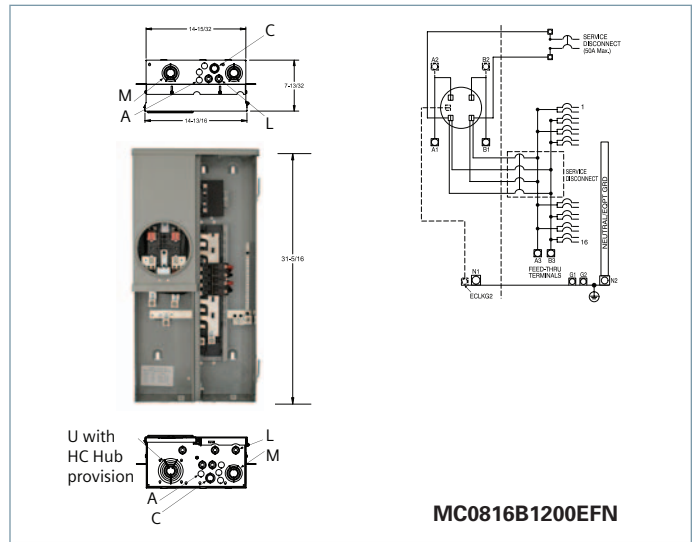 14-15/32
C
7-13/32
M
A
14-13/16
L
31-5/16
U with
HC Hub
provision
L
M
A
C
A2
B2
A1
B1
SERVICE
DISCONNECT
(50A Max.)
1
SERVICE
DISCONNECT
16
A3
B3
FEED-THRU
TERMINALS
NEUTRAL/EQPT GRD
N1
ECLKG2
G1
G2
N2
MC0816B1200EFN